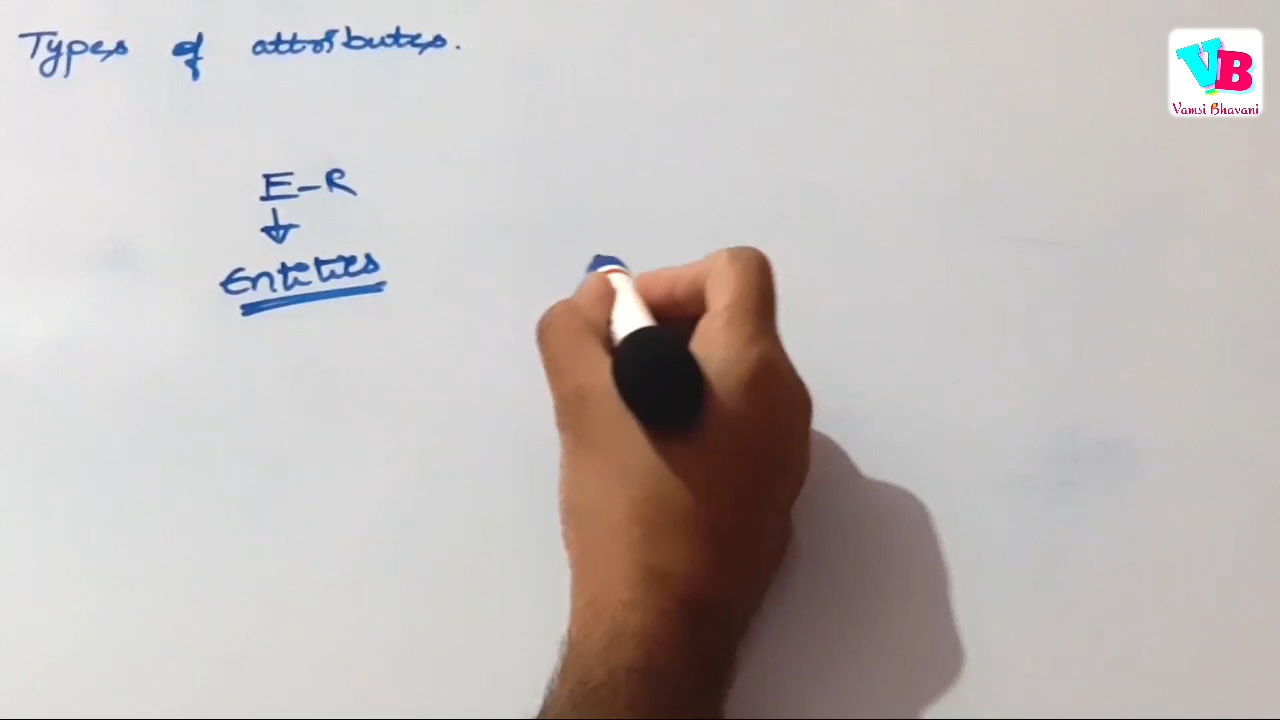 Types of attributes.
VB
Vamsi Bhavani
E-R
Entities